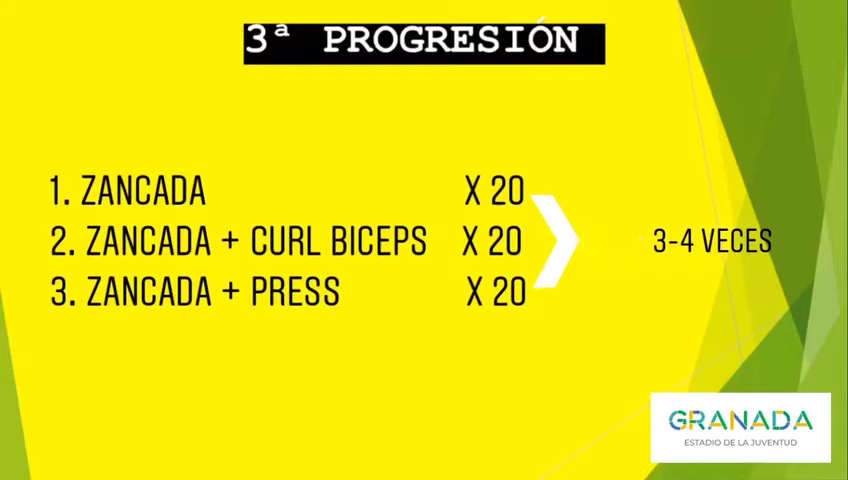 3ª PROGRESIÓN
1. ZANCADA X 20
2. ZANCADA + CURL BICEPS X 20
3. ZANCADA + PRESS X 20
3-4 VECES
GRANADA
ESTADIO DE LA JUVENTUD